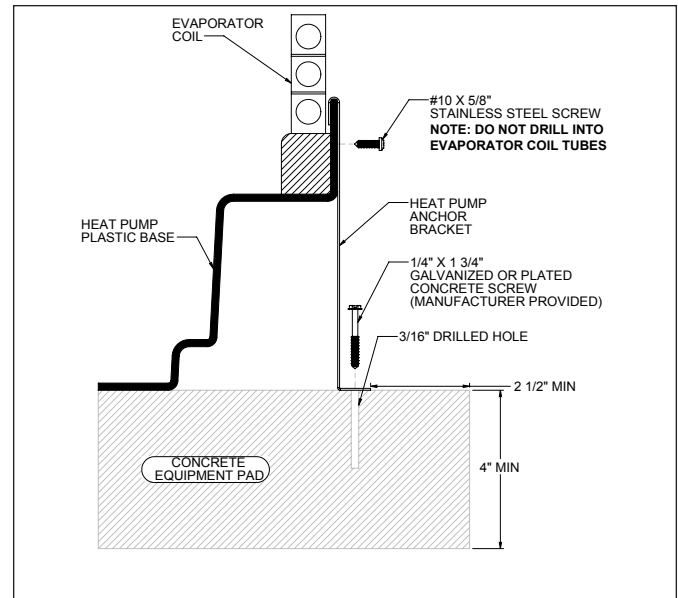 EVAPORATOR
COIL
#10 X 5/8"
STAINLESS STEEL SCREW
NOTE: DO NOT DRILL INTO
EVAPORATOR COIL TUBES
HEAT PUMP
PLASTIC BASE
HEAT PUMP
ANCHOR
BRACKET
1/4" X 1 3/4"
GALVANIZED OR PLATED
CONCRETE SCREW
(MANUFACTURER PROVIDED)
3/16" DRILLED HOLE
2 1/2" MIN
CONCRETE
EQUIPMENT PAD
4" MIN